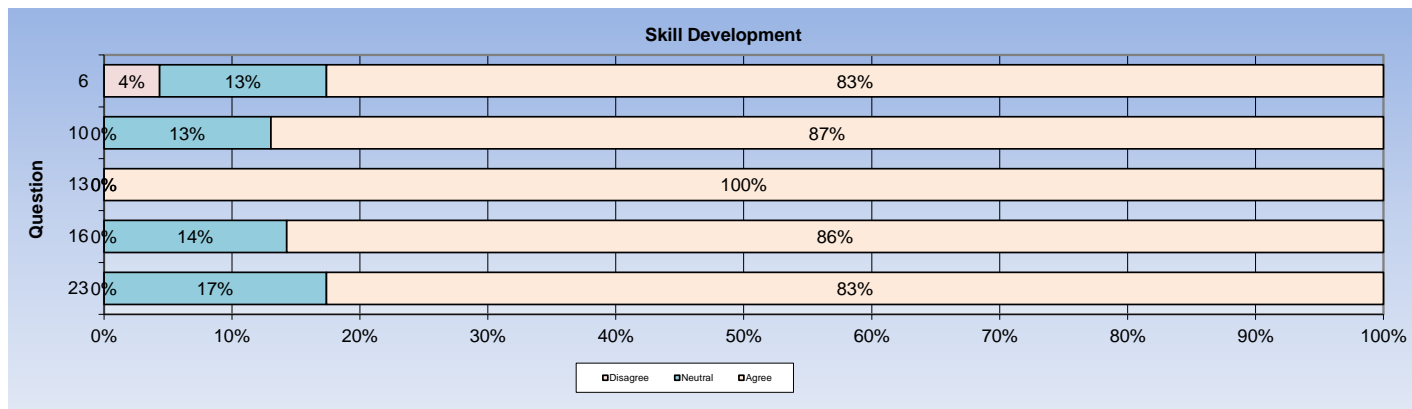 Skill Development
6 4% 13% 83%
10 0% 13% 87%
13 0% 100%
16 0% 14% 86%
23 0% 17% 83%
Question
0% 10% 20% 30% 40% 50% 60% 70% 80% 90% 100%
Disagree Neutral Agree